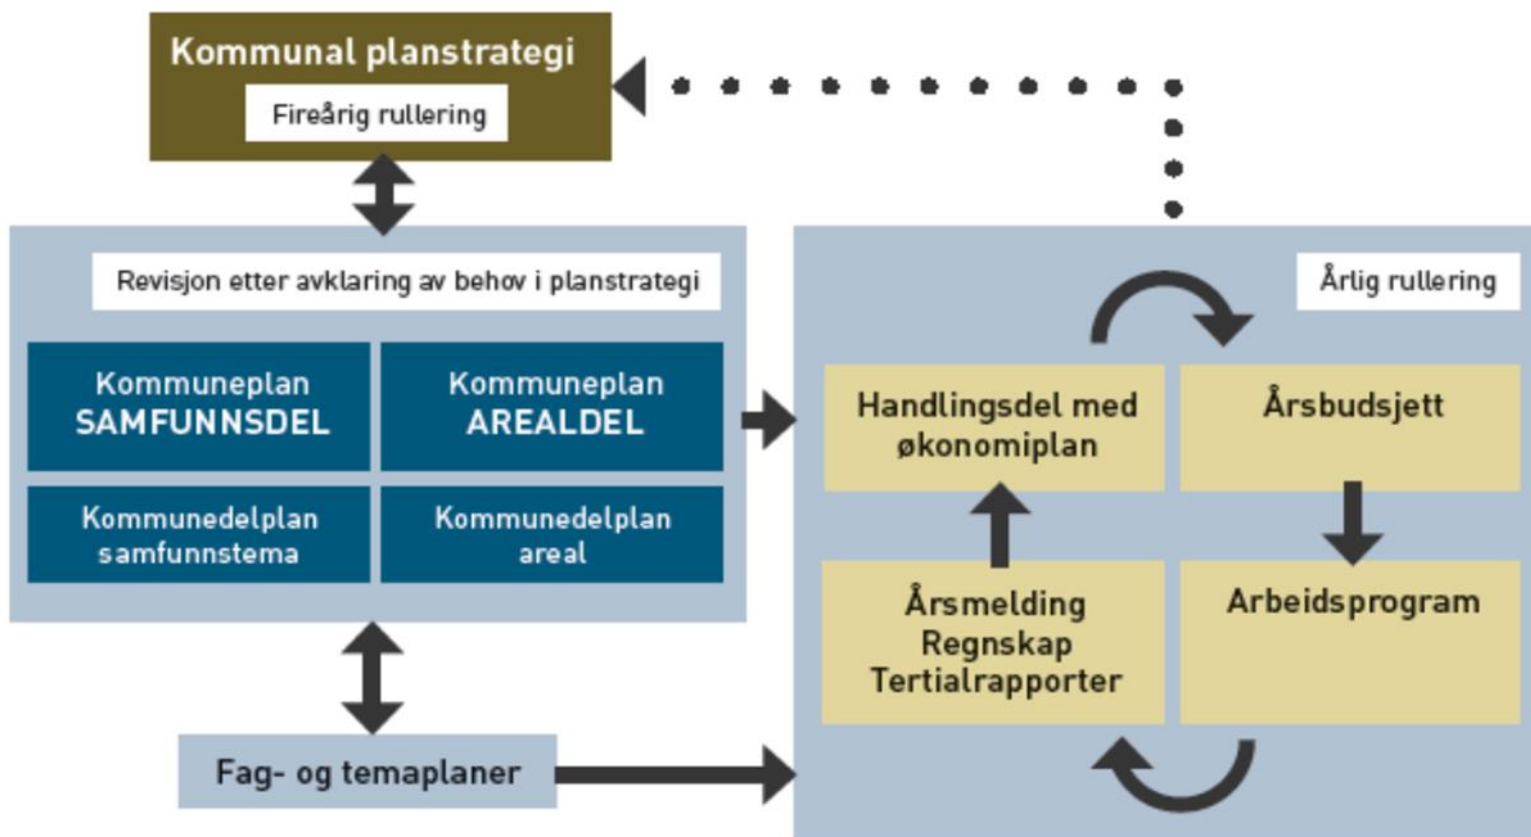 Kommunal planstrategi
Fireårig rullering
Revisjon etter avklaring av behov i planstrategi
Kommuneplan
SAMFUNNSDEL
Kommuneplan
AREALDEL
Kommunedelplan
samfunnstema
Kommunedelplan
areal
Fag- og temaplaner
Årlig rullering
Handlingsdel med
økonomiplan
Årsbudsjett
Årsmelding
Regnskap
Tertialrapporter
Arbeidsprogram